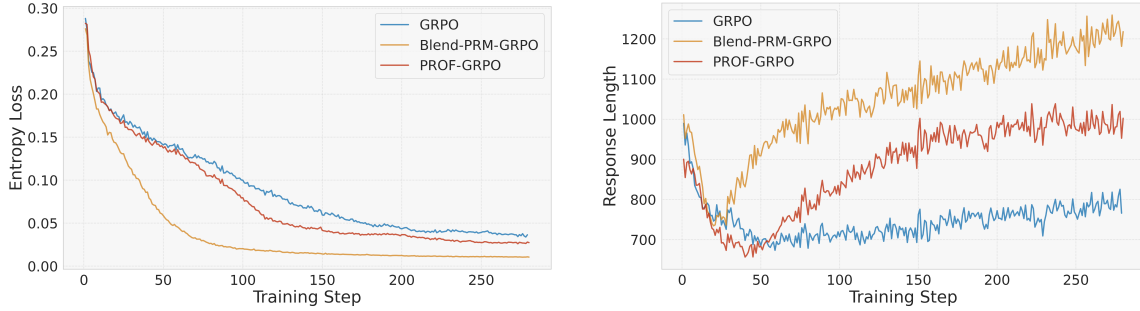 0.30
0.25
0.20
0.15
0.10
0.05
0.00
Entropy Loss
0
50
100
150
200
250
Training Step
GRPO
Blend-PRM-GRPO
PROF-GRPO
1200
1100
1000
900
800
700
Response Length
0
50
100
150
200
250
Training Step
GRPO
Blend-PRM-GRPO
PROF-GRPO